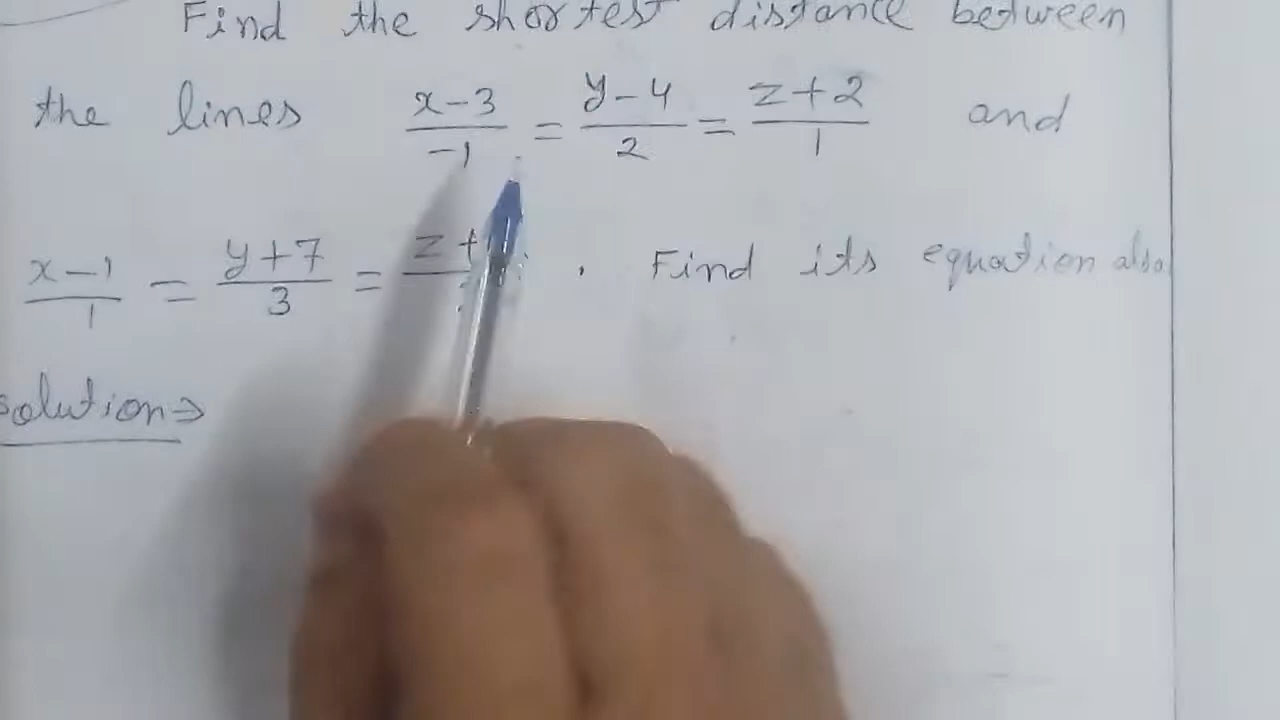 Find the shortest distance between
the lines x-3/-1 = y-4/2 = z+2/1 and
x-1/1 = y+7/3 = z+ . Find its equation also
solution⇒